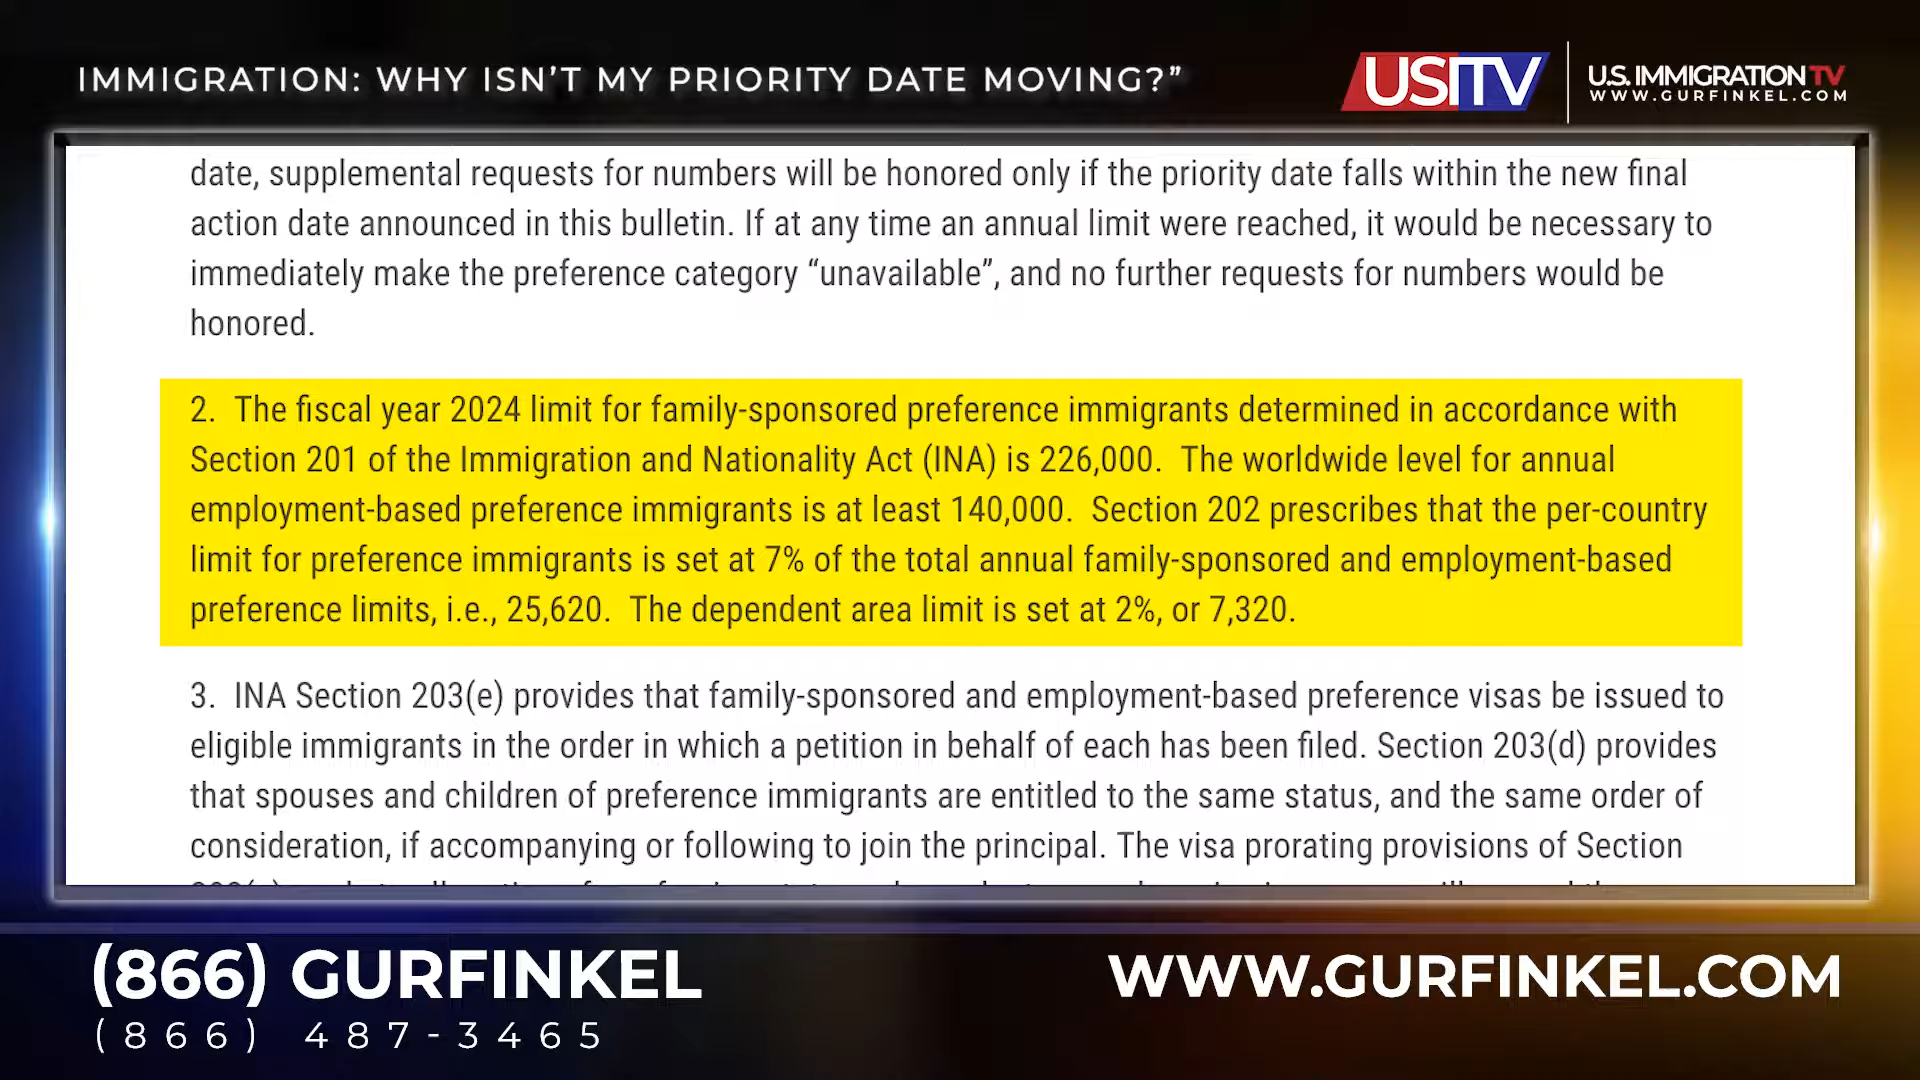 IMMIGRATION: WHY ISN’T MY PRIORITY DATE MOVING?”
USITV
U.S. IMMIGRATION TV
WWW.GURFINKEL.COM
date, supplemental requests for numbers will be honored only if the priority date falls within the new final
action date announced in this bulletin. If at any time an annual limit were reached, it would be necessary to
immediately make the preference category “unavailable”, and no further requests for numbers would be
honored.
2. The fiscal year 2024 limit for family-sponsored preference immigrants determined in accordance with
Section 201 of the Immigration and Nationality Act (INA) is 226,000. The worldwide level for annual
employment-based preference immigrants is at least 140,000. Section 202 prescribes that the per-country
limit for preference immigrants is set at 7% of the total annual family-sponsored and employment-based
preference limits, i.e., 25,620. The dependent area limit is set at 2%, or 7,320.
3. INA Section 203(e) provides that family-sponsored and employment-based preference visas be issued to
eligible immigrants in the order in which a petition in behalf of each has been filed. Section 203(d) provides
that spouses and children of preference immigrants are entitled to the same status, and the same order of
consideration, if accompanying or following to join the principal. The visa prorating provisions of Section
(866) GURFINKEL
(866) 487-3465
WWW.GURFINKEL.COM